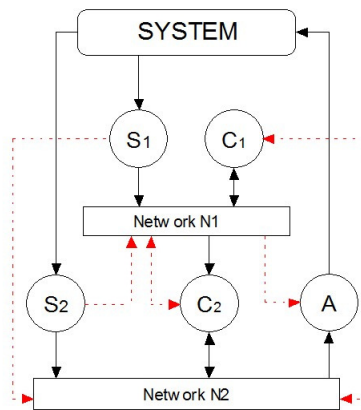 SYSTEM
S1
C1
Network N1
S2
C2
A
Network N2